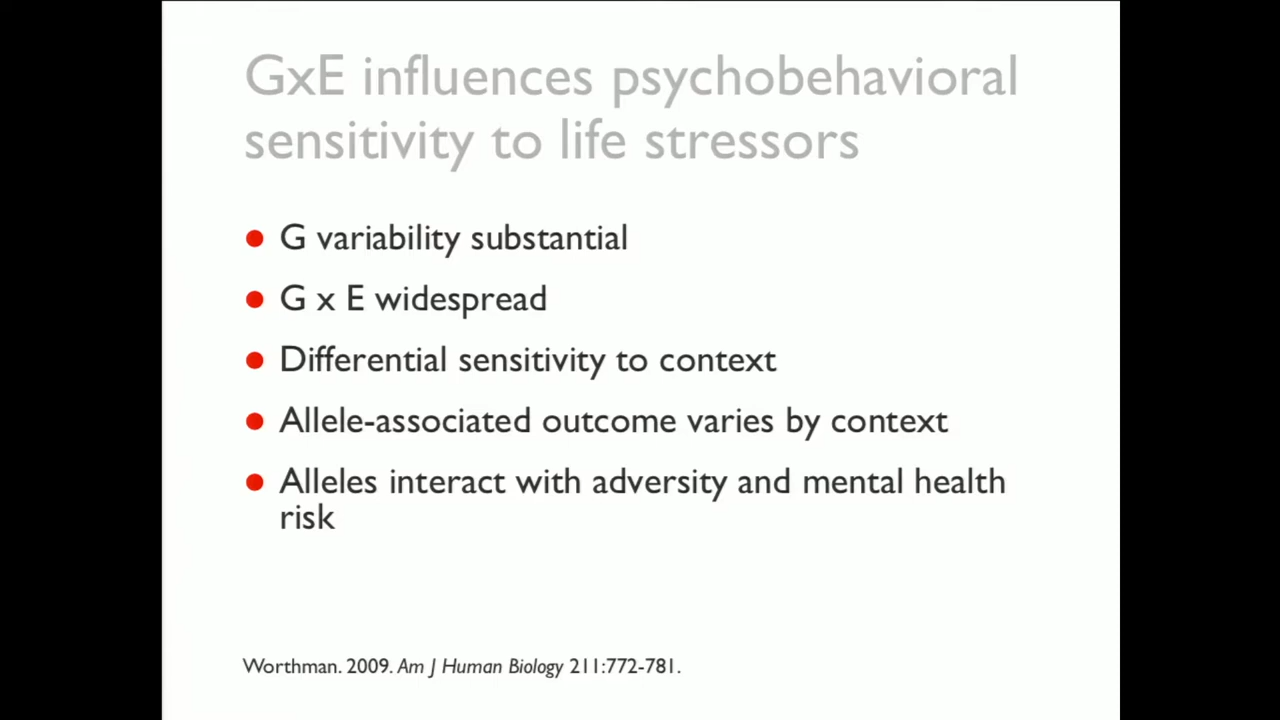 GxE influences psychobehavioral
sensitivity to life stressors
G variability substantial
G x E widespread
Differential sensitivity to context
Allele-associated outcome varies by context
Alleles interact with adversity and mental health
risk
Worthman. 2009. Am J Human Biology 211:772-781.